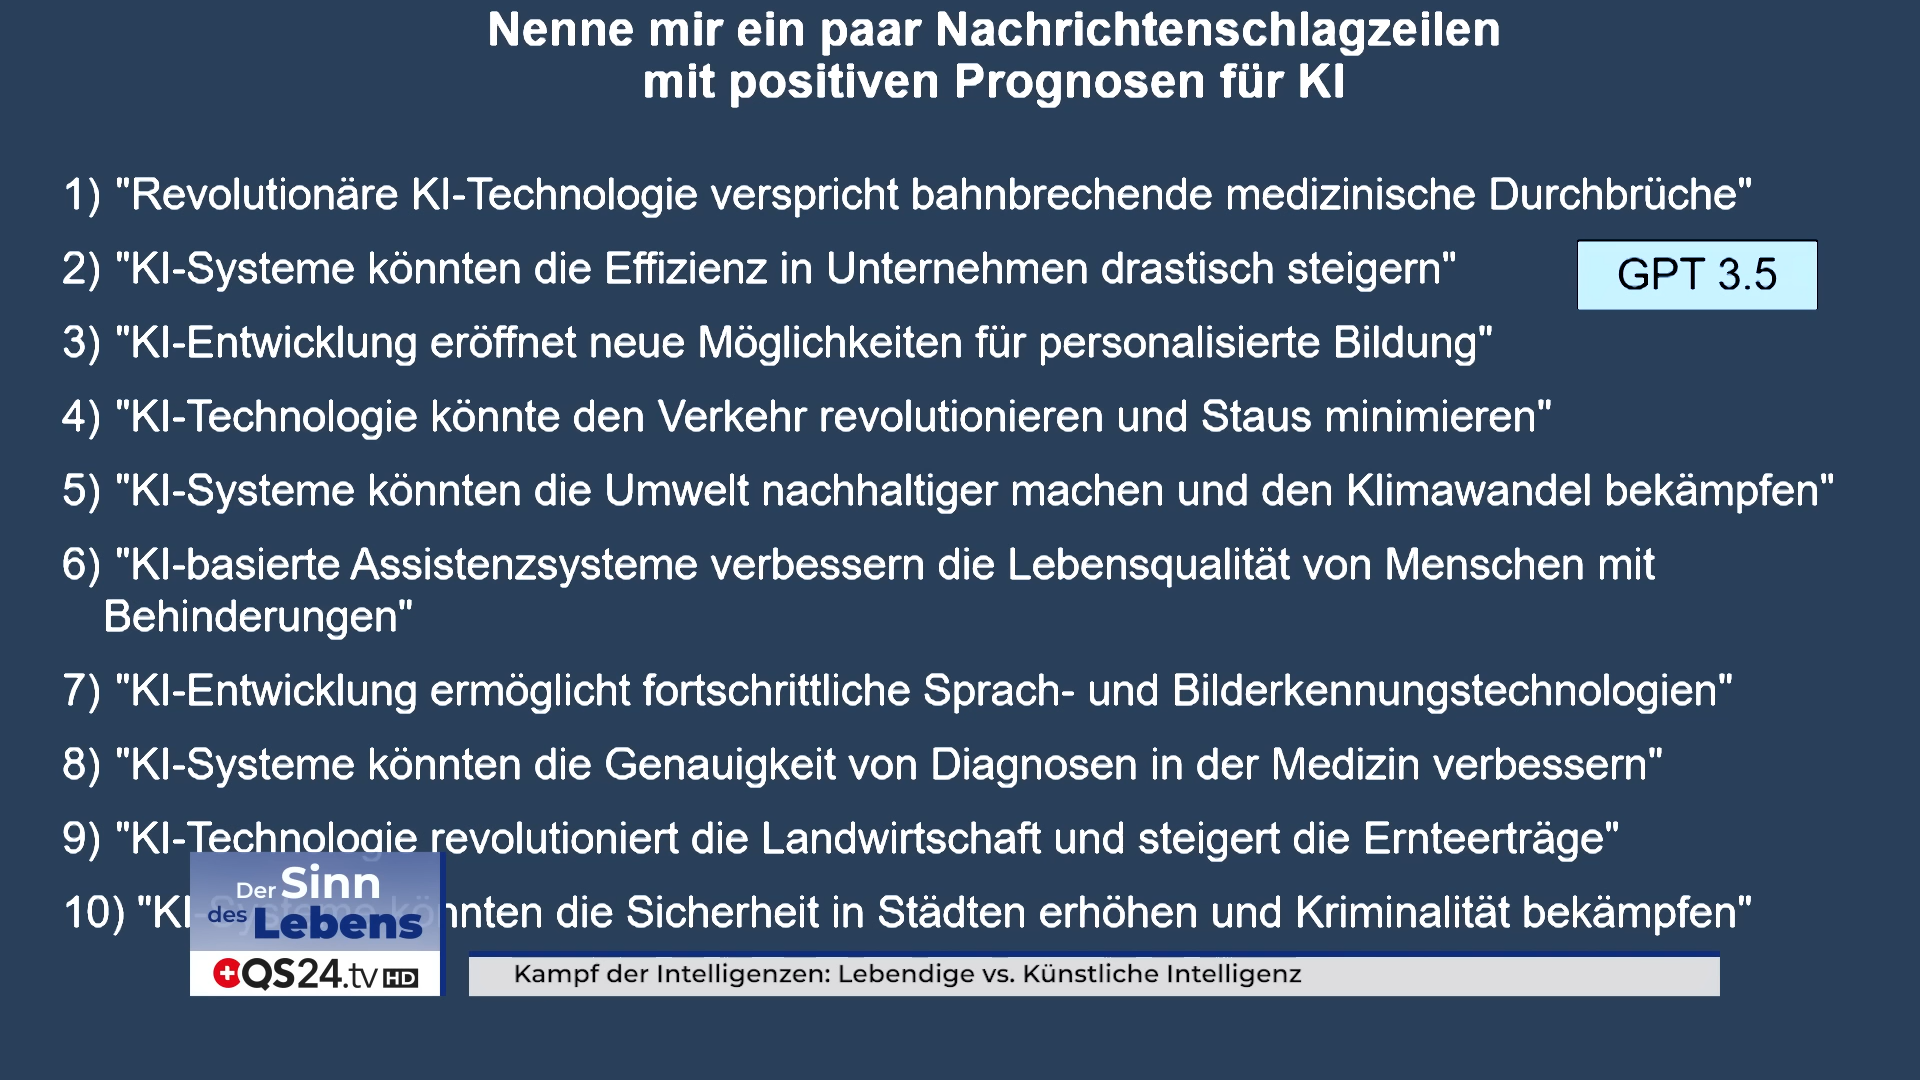 Nenne mir ein paar Nachrichtenschlagzeilen
mit positiven Prognosen für KI
1) "Revolutionäre KI-Technologie verspricht bahnbrechende medizinische Durchbrüche"
2) "KI-Systeme könnten die Effizienz in Unternehmen drastisch steigern"
GPT 3.5
3) "KI-Entwicklung eröffnet neue Möglichkeiten für personalisierte Bildung"
4) "KI-Technologie könnte den Verkehr revolutionieren und Staus minimieren"
5) "KI-Systeme könnten die Umwelt nachhaltiger machen und den Klimawandel bekämpfen"
6) "KI-basierte Assistenzsysteme verbessern die Lebensqualität von Menschen mit
Behinderungen"
7) "KI-Entwicklung ermöglicht fortschrittliche Sprach- und Bilderkennungstechnologien"
8) "KI-Systeme könnten die Genauigkeit von Diagnosen in der Medizin verbessern"
9) "KI-Technologie revolutioniert die Landwirtschaft und steigert die Ernteerträge"
10) "KI-Systeme könnten die Sicherheit in Städten erhöhen und Kriminalität bekämpfen"
Der Sinn
des Lebens
QS24.tv HD
Kampf der Intelligenzen: Lebendige vs. Künstliche Intelligenz